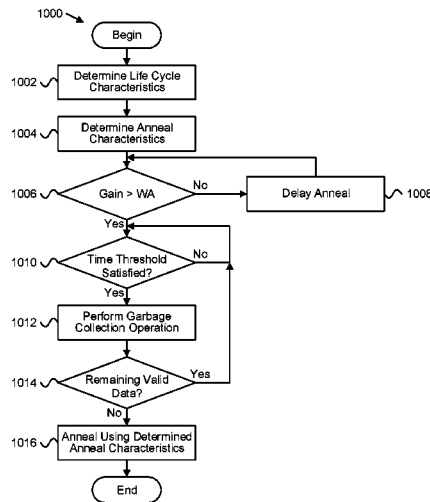 1000
Begin
1002
Determine Life Cycle
Characteristics
1004
Determine Anneal
Characteristics
1006
Gain > WA
No
Delay Anneal
1008
Yes
1010
Time Threshold
Satisfied?
No
Yes
1012
Perform Garbage
Collection Operation
1014
Remaining Valid
Data?
Yes
No
1016
Anneal Using Determined
Anneal Characteristics
End